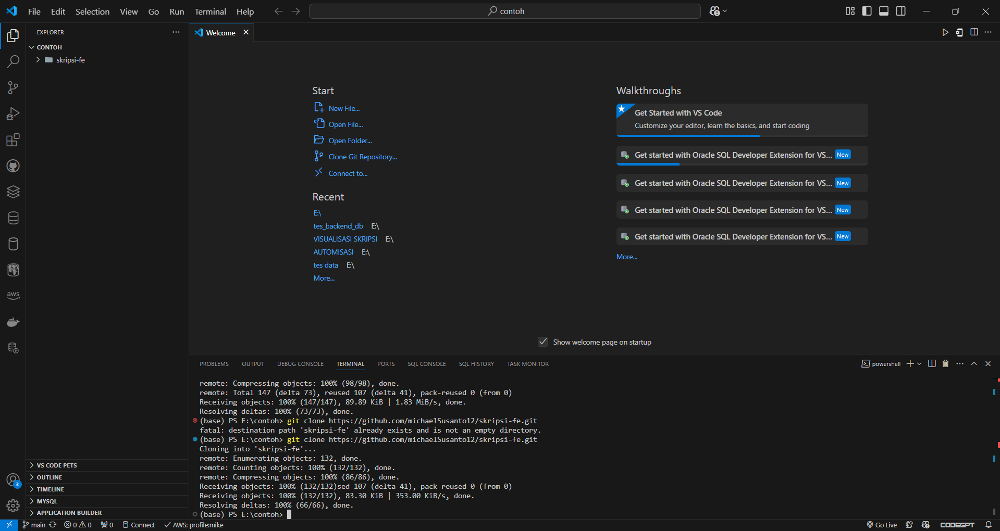 File Edit Selection View Go Run Terminal Help
contoh
EXPLORER
CONTOH
skripsi-fe
VS CODE PETS
OUTLINE
TIMELINE
MYSQL
APPLICATION BUILDER
aws
3
Welcome
Start
New File...
Open File...
Open Folder...
Clone Git Repository...
Connect to...
Recent
E:\
tes_backend_db E:\
VISUALISASI SKRIPSI E:\
AUTOMISASI E:\
tes data E:\
More...
Walkthroughs
Get Started with VS Code
Customize your editor, learn the basics, and start coding
Get started with Oracle SQL Developer Extension for VS... New
Get started with Oracle SQL Developer Extension for VS... New
Get started with Oracle SQL Developer Extension for VS... New
Get started with Oracle SQL Developer Extension for VS... New
More...
Show welcome page on startup
PROBLEMS OUTPUT DEBUG CONSOLE TERMINAL PORTS SQL CONSOLE SQL HISTORY TASK MONITOR
powershell
remote: Compressing objects: 100% (98/98), done.
remote: Total 147 (delta 73), reused 107 (delta 41), pack-reused 0 (from 0)
Receiving objects: 100% (147/147), 89.89 KiB | 1.83 MiB/s, done.
Resolving deltas: 100% (73/73), done.
(base) PS E:\contoh> git clone https://github.com/michaelSusanto12/skripsi-fe.git
fatal: destination path 'skripsi-fe' already exists and is not an empty directory.
(base) PS E:\contoh> git clone https://github.com/michaelSusanto12/skripsi-fe.git
Cloning into 'skripsi-fe'...
remote: Enumerating objects: 132, done.
remote: Counting objects: 100% (132/132), done.
remote: Compressing objects: 100% (86/86), done.
Receiving objects: 100% (132/132)sed 107 (delta 41), pack-reused 0 (from 0)
Receiving objects: 100% (132/132), 83.30 KiB | 353.00 KiB/s, done.
Resolving deltas: 100% (66/66), done.
(base) PS E:\contoh>
main 0 0 0 Connect AWS: profile:mike Go Live CODEGPT